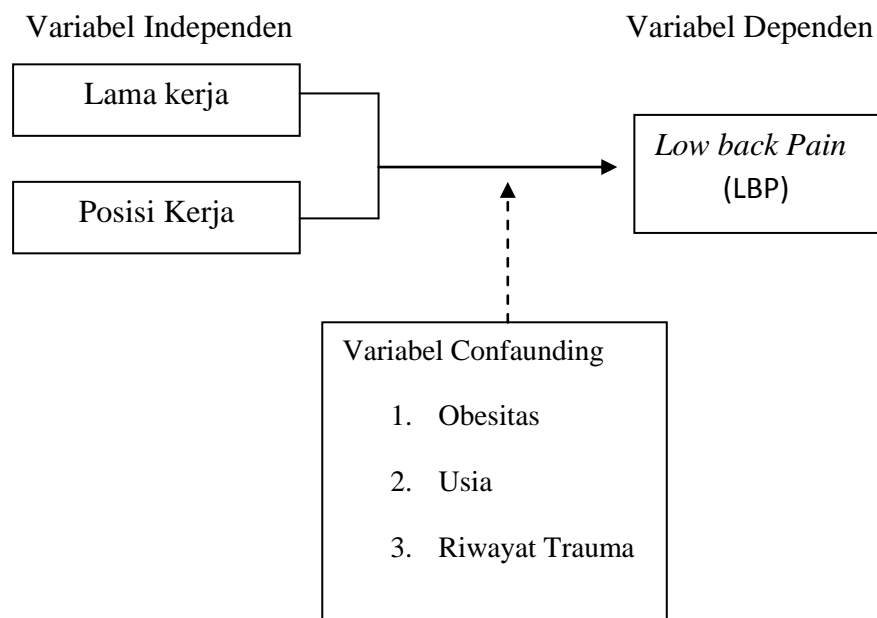 Variabel Independen
Variabel Dependen
Lama kerja
Posisi Kerja
Low back Pain
(LBP)
Variabel Confaunding
1. Obesitas
2. Usia
3. Riwayat Trauma